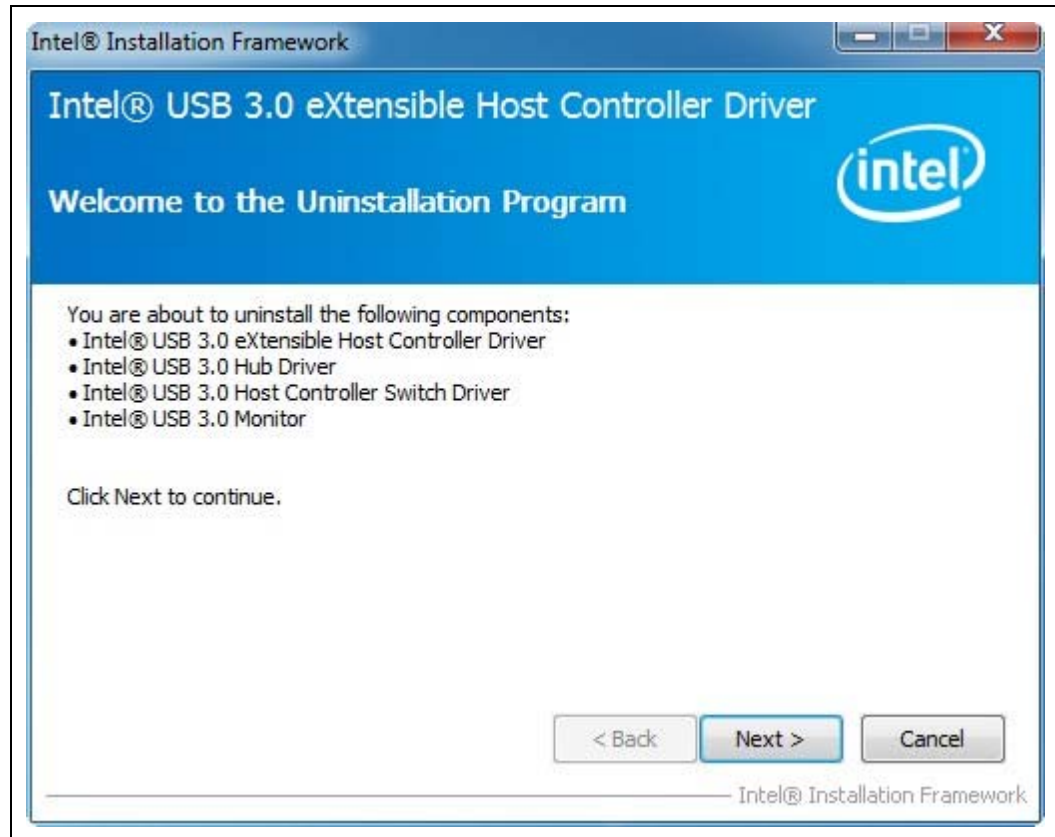 Intel® Installation Framework
Intel® USB 3.0 eXtensible Host Controller Driver
intel
Welcome to the Uninstallation Program
You are about to uninstall the following components:
• Intel® USB 3.0 eXtensible Host Controller Driver
• Intel® USB 3.0 Hub Driver
• Intel® USB 3.0 Host Controller Switch Driver
• Intel® USB 3.0 Monitor
Click Next to continue.
< Back Next > Cancel
Intel® Installation Framework